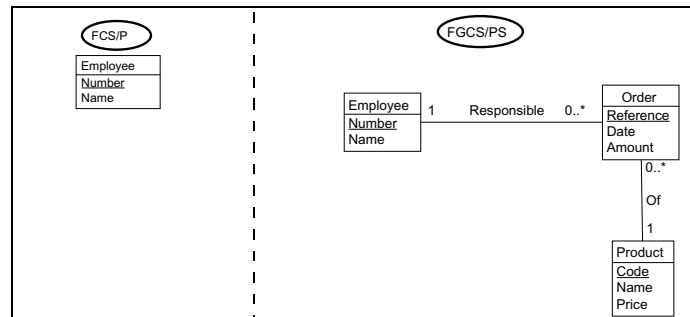 FCS/P
Employee
Number
Name
FGCS/PS
Employee
Number
Name
1
Responsible
0..*
Order
Reference
Date
Amount
0..*
Of
1
Product
Code
Name
Price